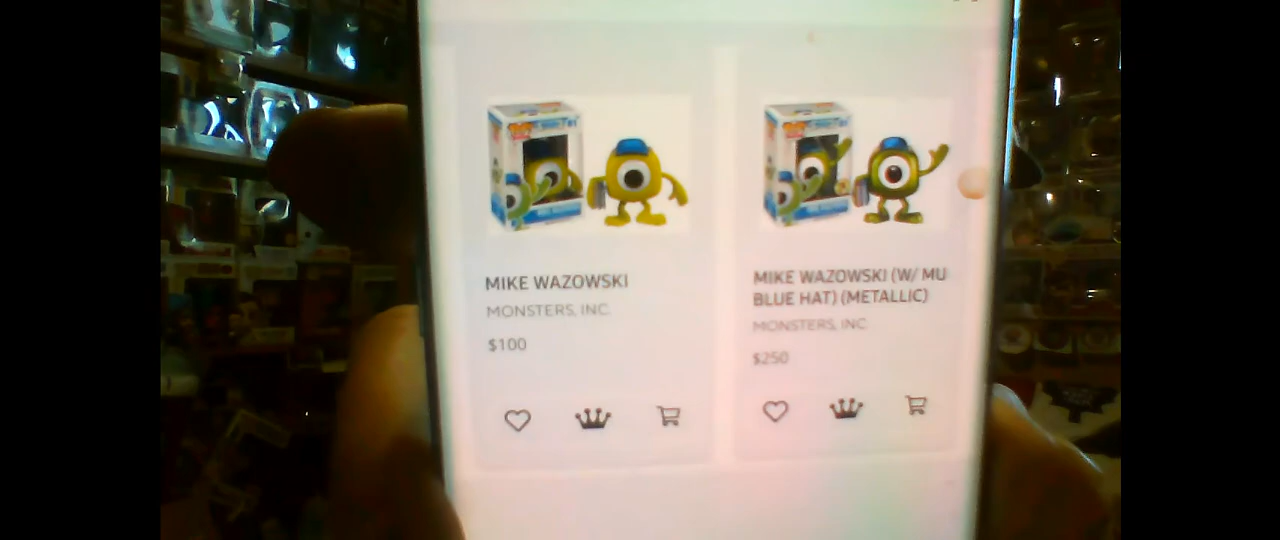 MIKE WAZOWSKI
MONSTERS, INC.
$100
MIKE WAZOWSKI (W/ MU
BLUE HAT) (METALLIC)
MONSTERS, INC
$250